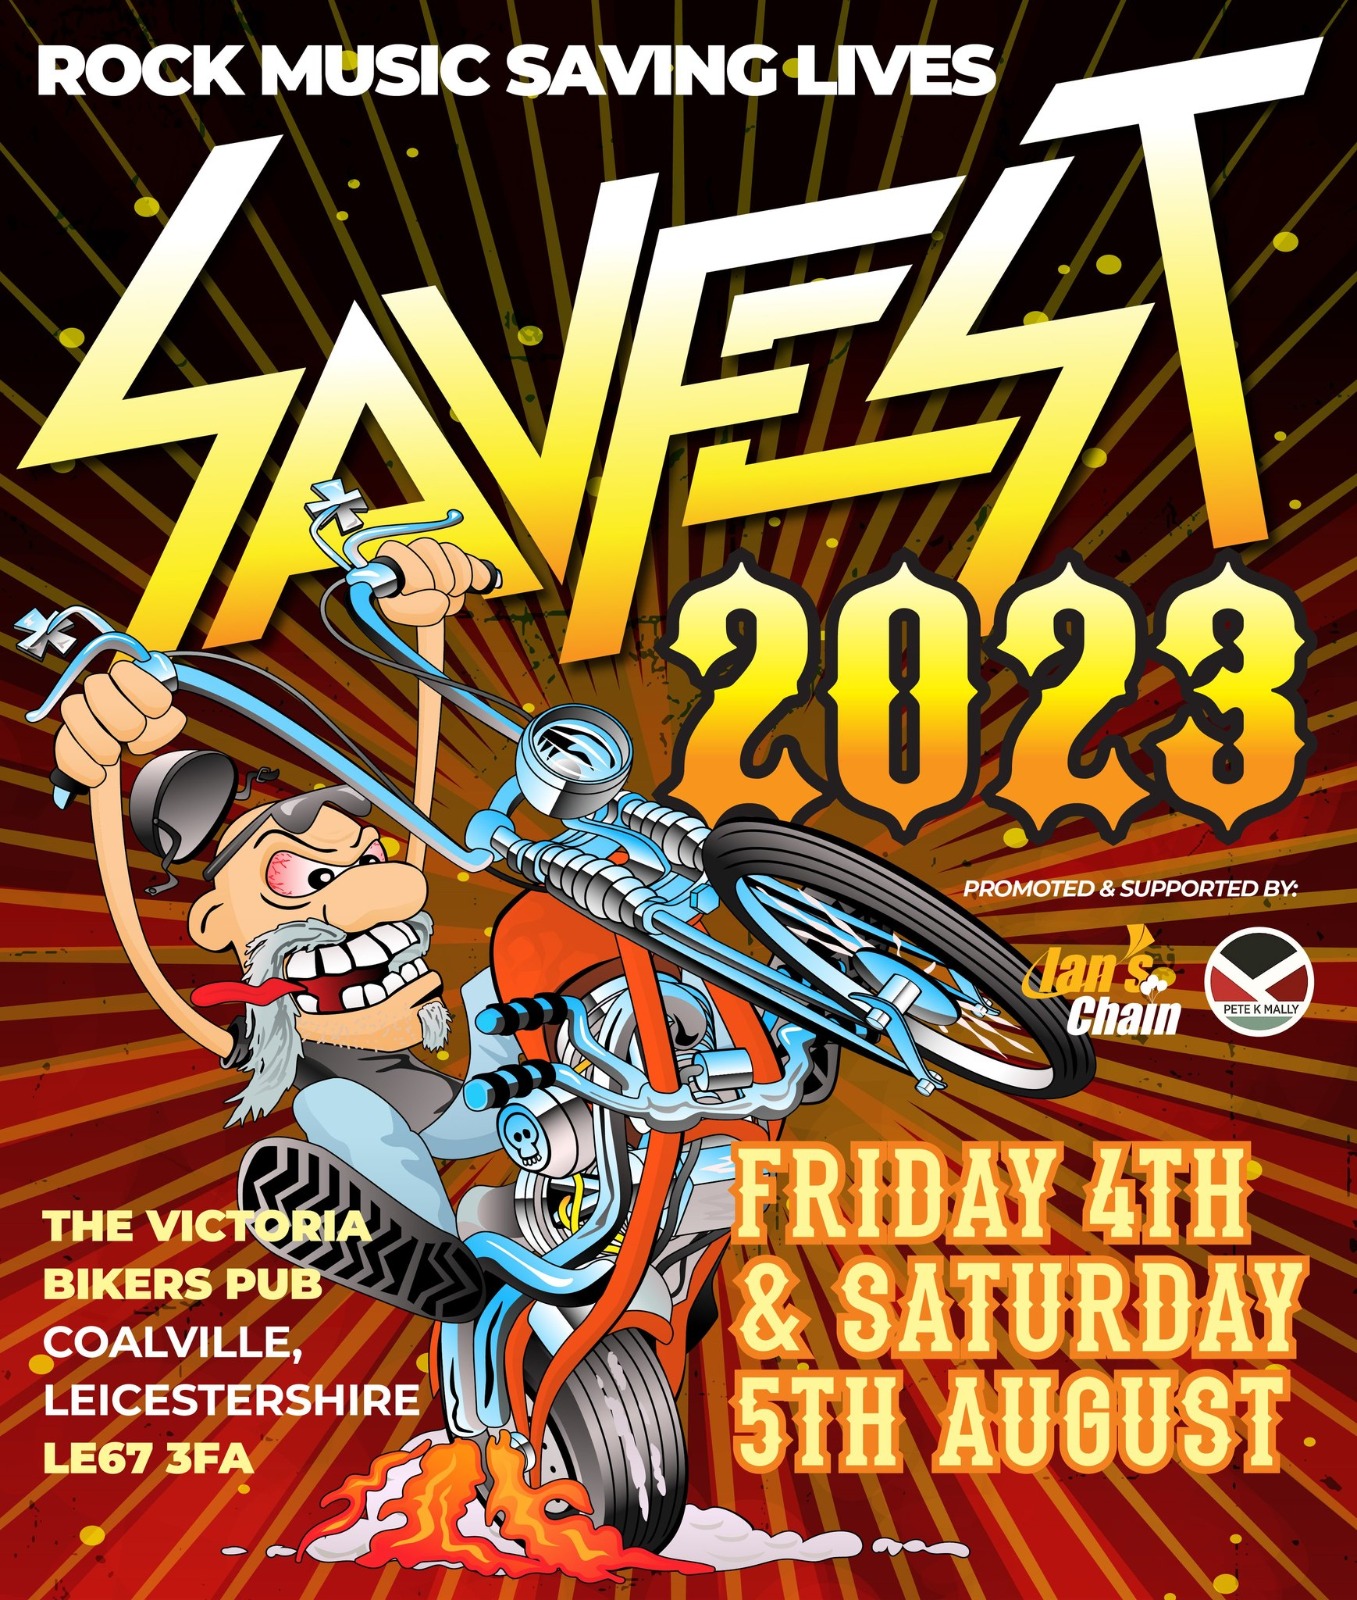 ROCK MUSIC SAVING LIVES
SAVFEST
2023
PROMOTED & SUPPORTED BY:
Ian's
Chain
PETE K MALLY
FRIDAY 4TH
& SATURDAY
5TH AUGUST
THE VICTORIA
BIKERS PUB
COALVILLE,
LEICESTERSHIRE
LE67 3FA